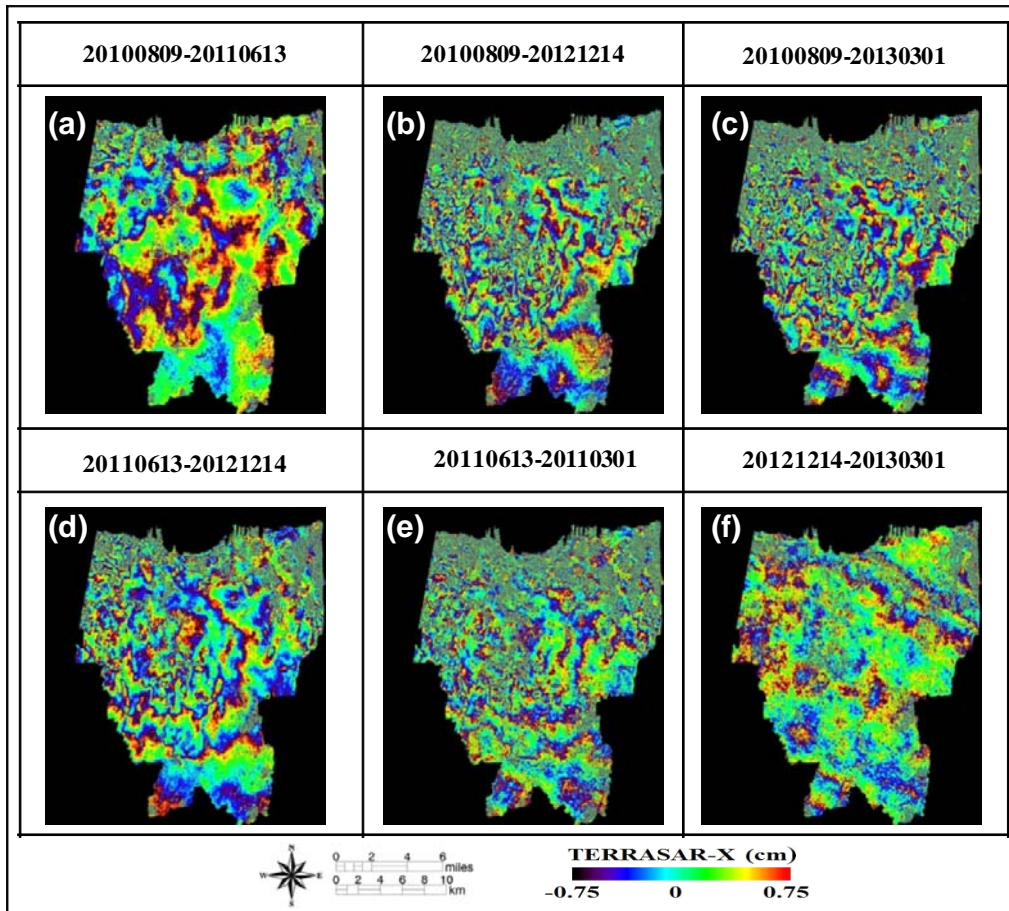 20100809-20110613
20100809-20121214
20100809-20130301
(a)
(b)
(c)
20110613-20121214
20110613-20110301
20121214-20130301
(d)
(e)
(f)
N
W
E
S
0 2 4 6
miles
0 2 4 6 8 10
km
TERRASAR-X (cm)
-0.75 0 0.75